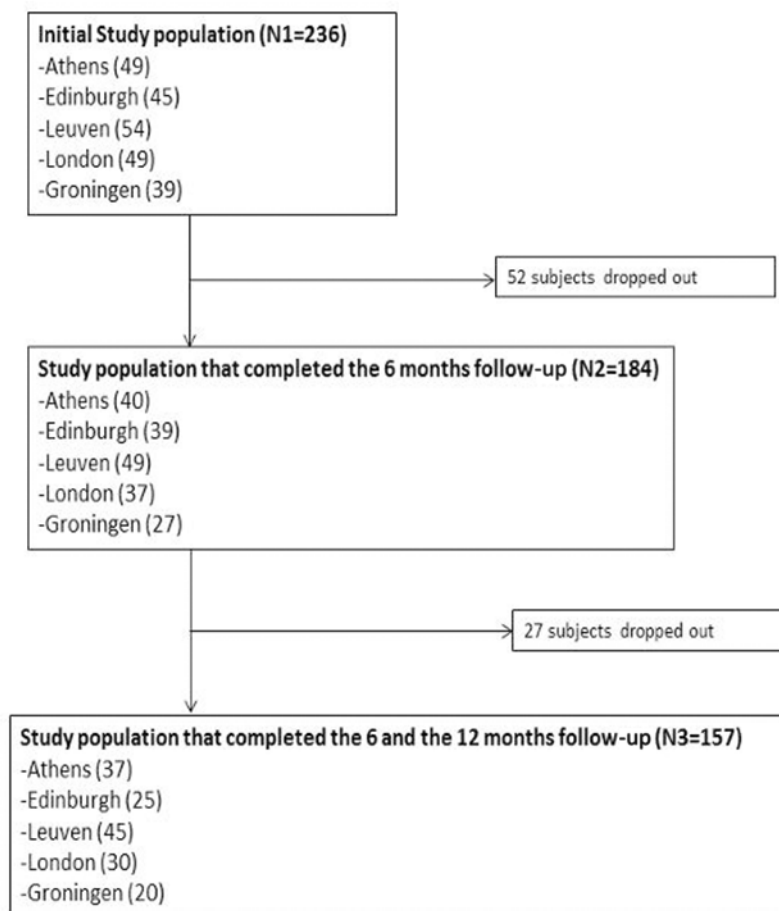 Initial Study population (N1=236)
-Athens (49)
-Edinburgh (45)
-Leuven (54)
-London (49)
-Groningen (39)
52 subjects dropped out
Study population that completed the 6 months follow-up (N2=184)
-Athens (40)
-Edinburgh (39)
-Leuven (49)
-London (37)
-Groningen (27)
27 subjects dropped out
Study population that completed the 6 and the 12 months follow-up (N3=157)
-Athens (37)
-Edinburgh (25)
-Leuven (45)
-London (30)
-Groningen (20)